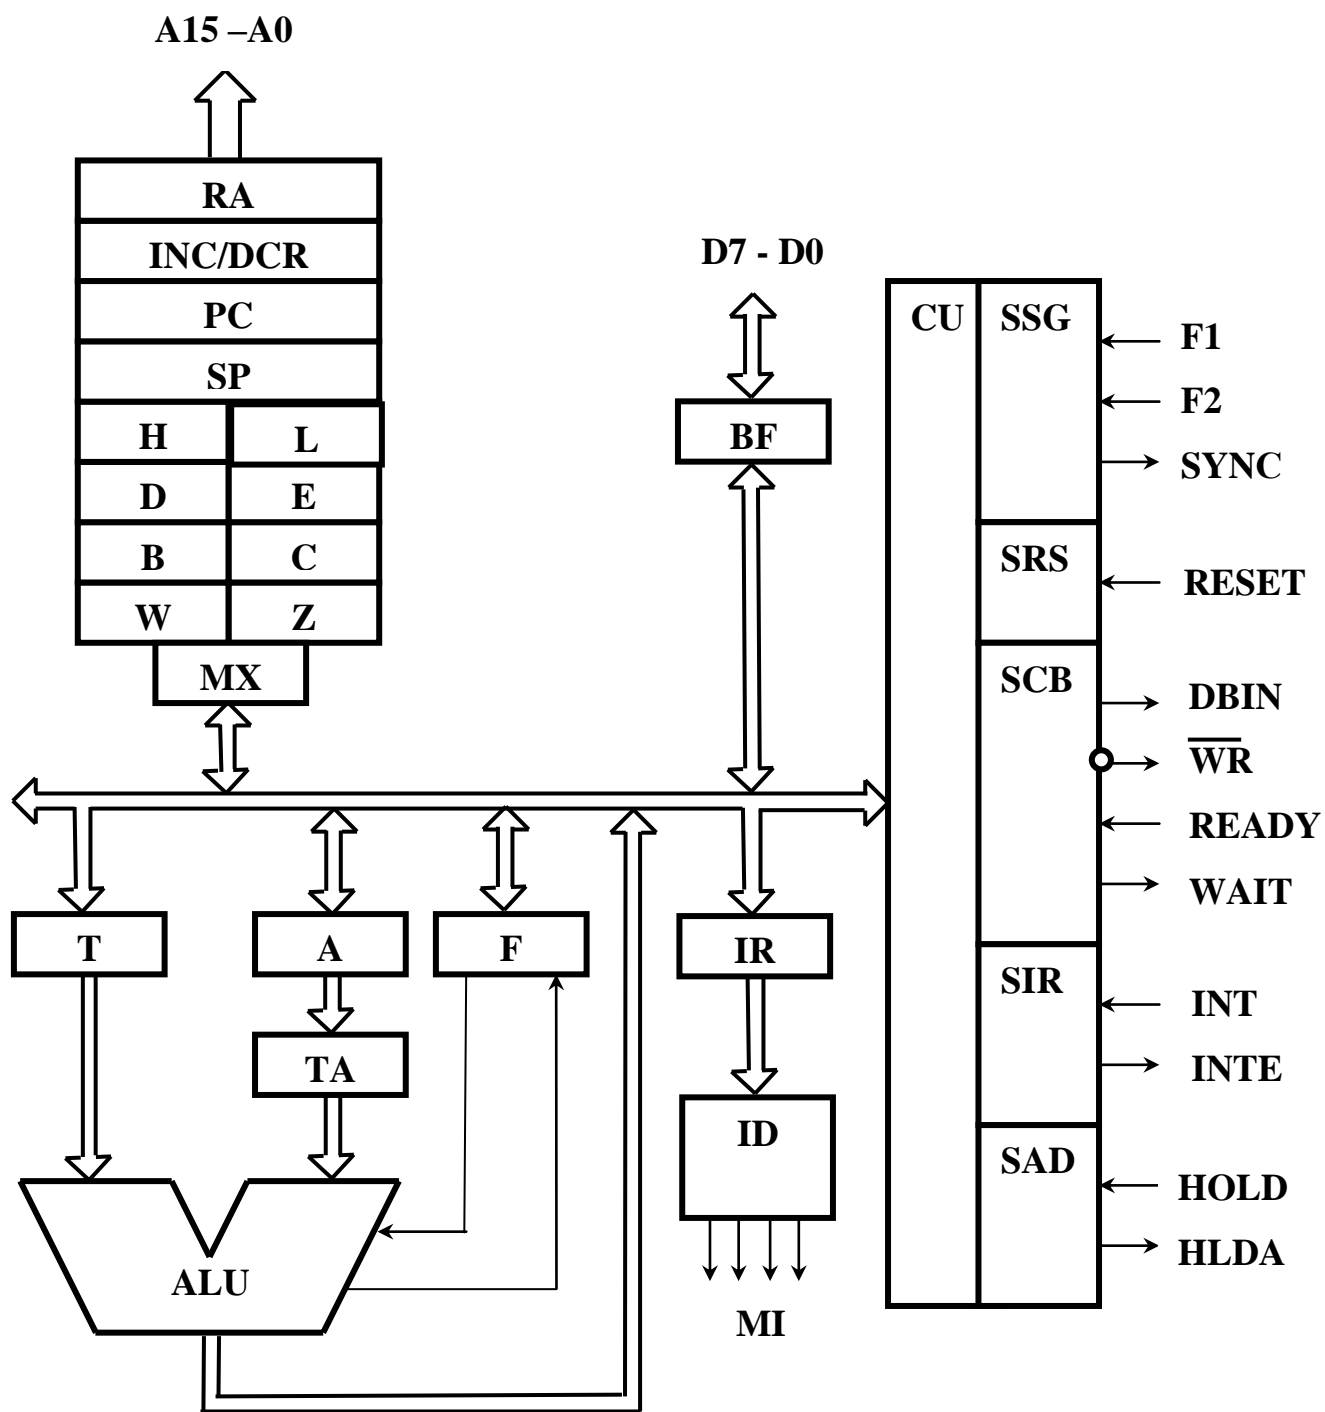 A15 –A0
RA
INC/DCR
PC
SP
H
L
D
E
B
C
W
Z
MX
D7 - D0
BF
T
A
F
IR
TA
ID
ALU
MI
CU
SSG
F1
F2
SYNC
SRS
RESET
SCB
DBIN
W̅R̅
READY
WAIT
SIR
INT
INTE
SAD
HOLD
HLDA